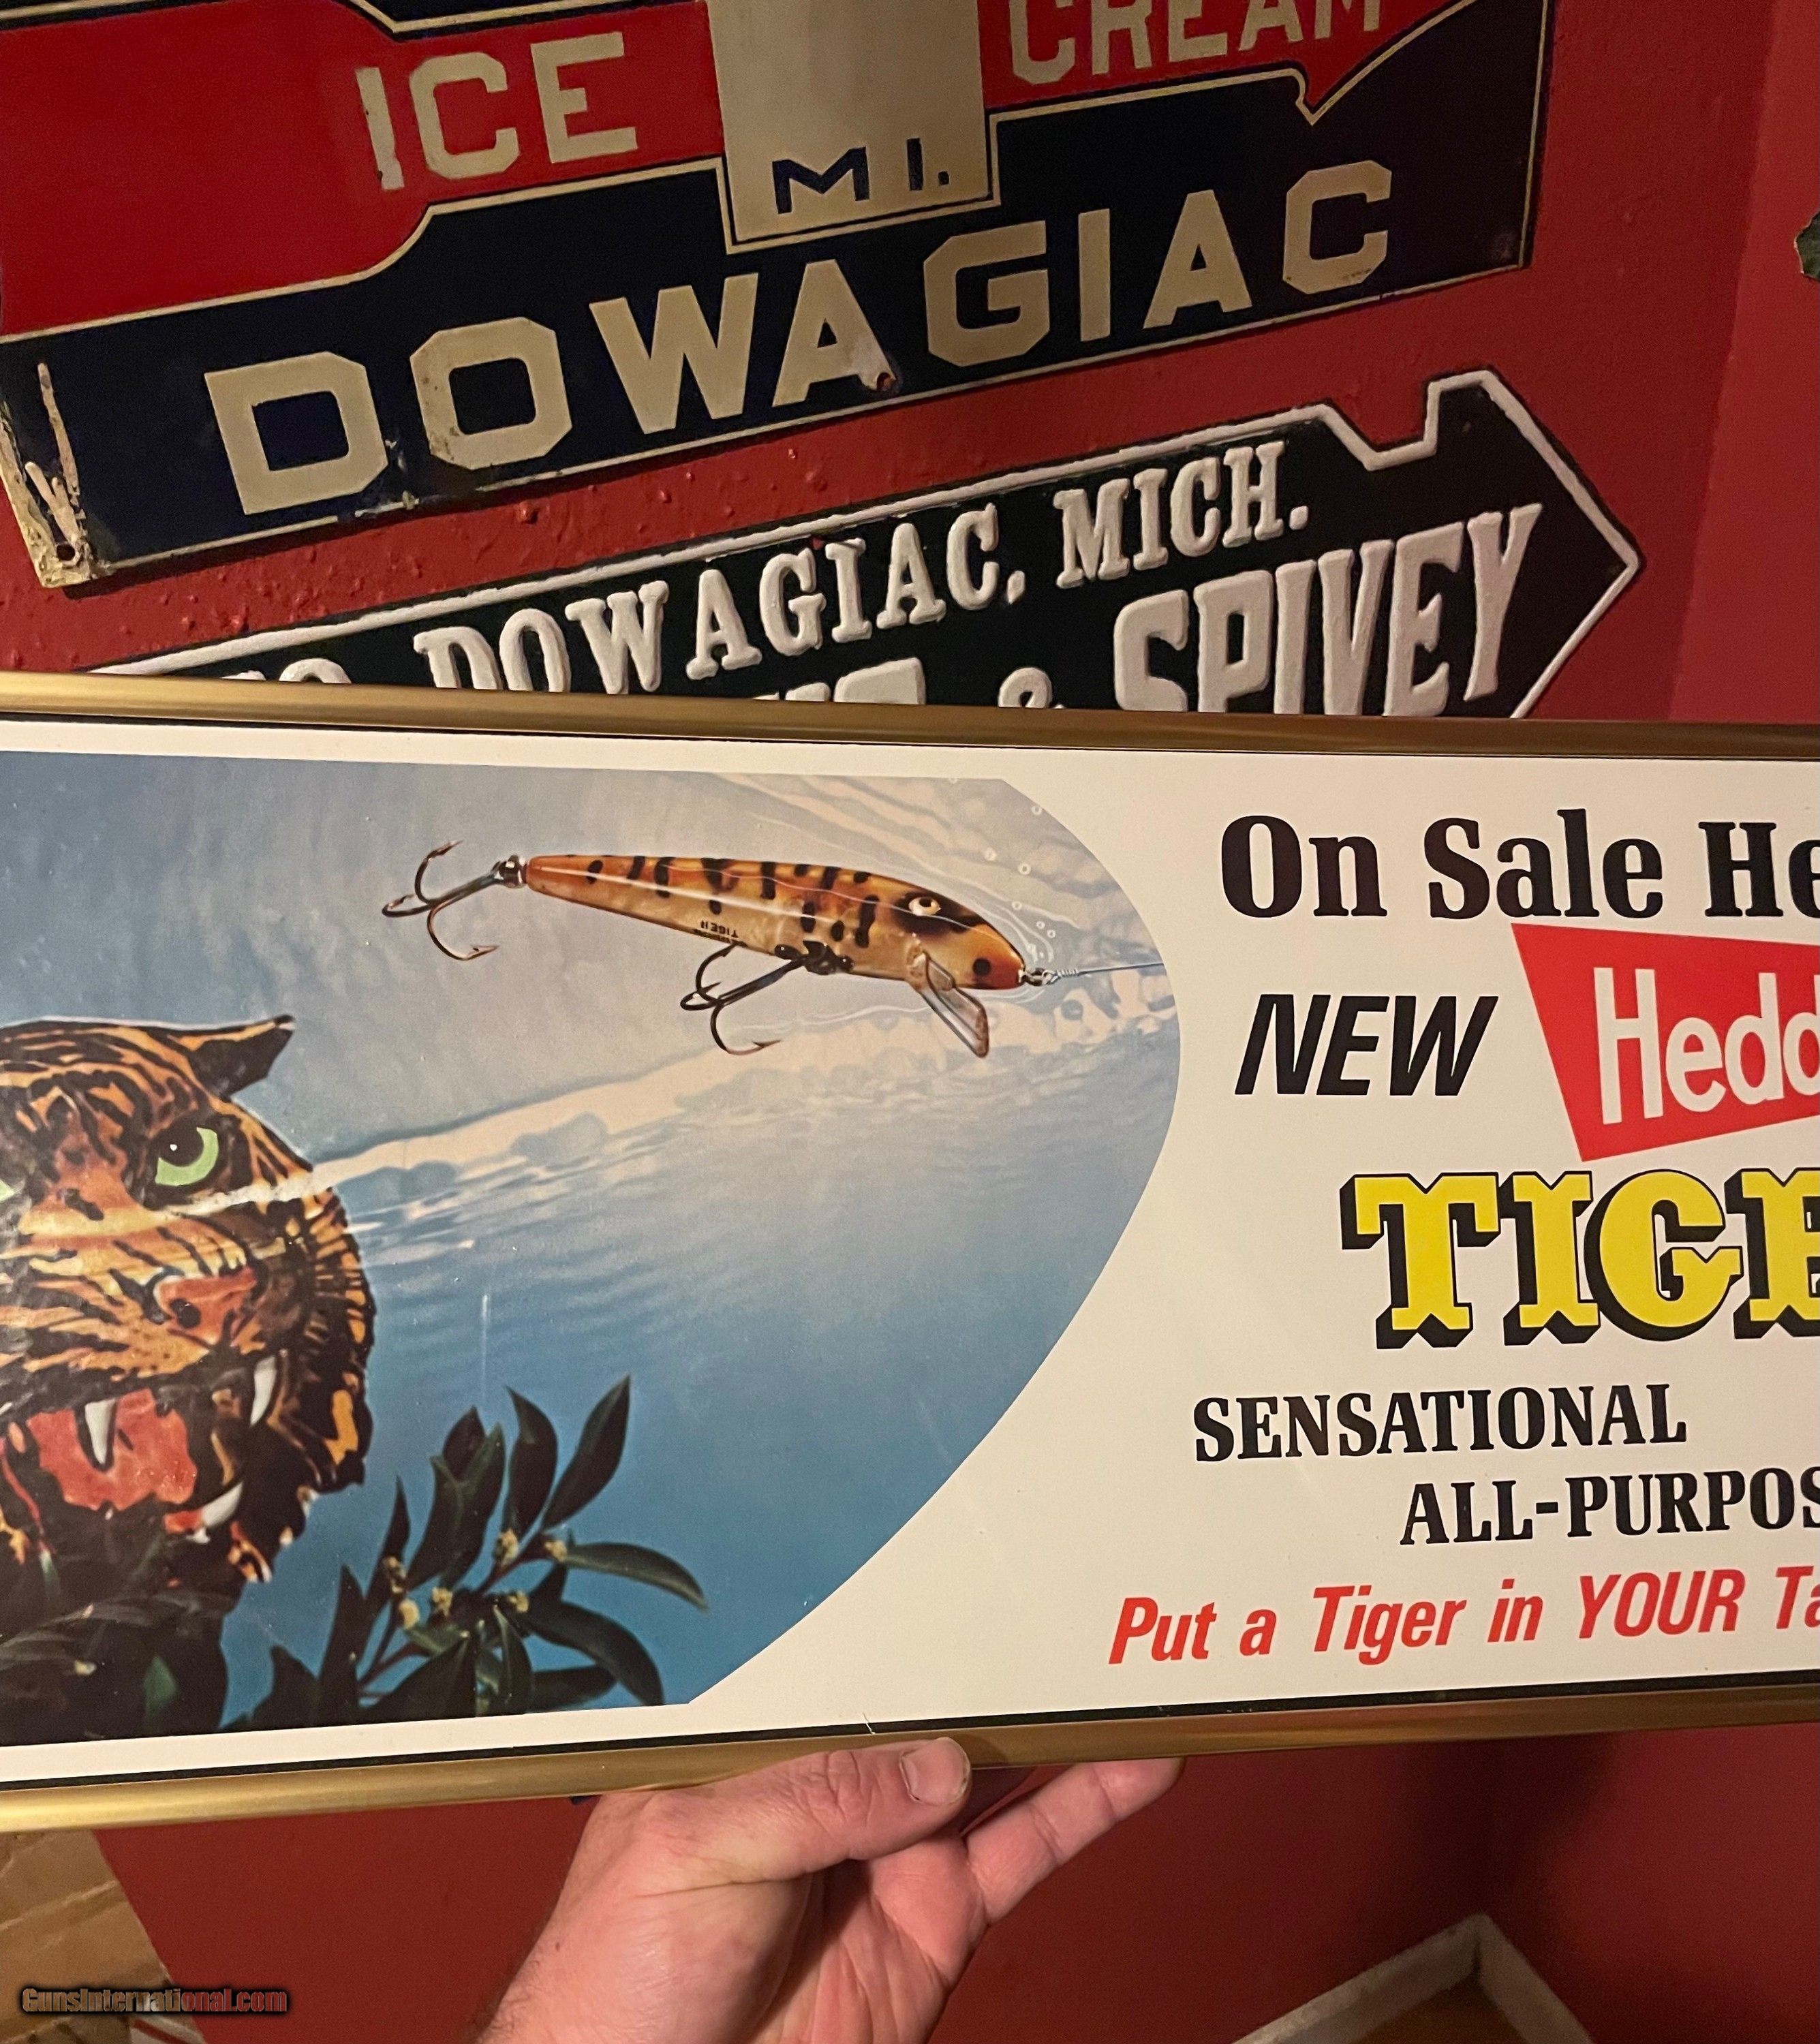 ICE CREAM
MI.
DOWAGIAC
DOWAGIAC, MICH.
& SPIVEY
On Sale He
NEW Hedd
TIGE
TIGER
SENSATIONAL
ALL-PURPOS
Put a Tiger in YOUR Ta
GunsInternational.com